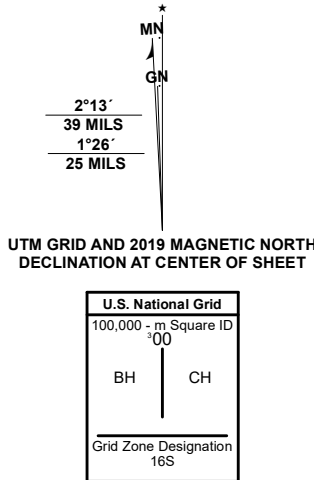 ★
MN
GN
2°13´
39 MILS
1°26´
25 MILS
UTM GRID AND 2019 MAGNETIC NORTH
DECLINATION AT CENTER OF SHEET
U.S. National Grid
100,000 - m Square ID
³00
BH CH
Grid Zone Designation
16S